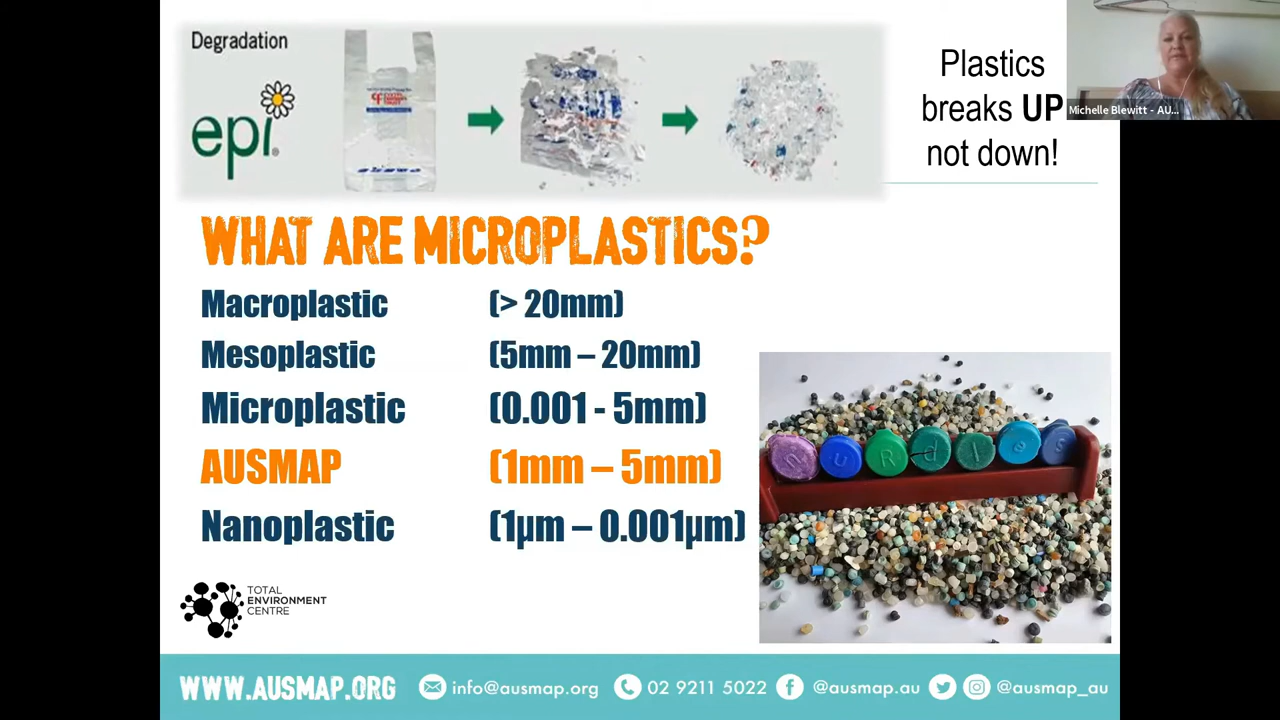 Degradation
epi®
Plastics
breaks UP
not down!
Michelle Blewitt - AU...
WHAT ARE MICROPLASTICS?
Macroplastic (> 20mm)
Mesoplastic (5mm – 20mm)
Microplastic (0.001 - 5mm)
AUSMAP (1mm – 5mm)
Nanoplastic (1µm – 0.001µm)
nuRdles
TOTAL
ENVIRONMENT
CENTRE
WWW.AUSMAP.ORG info@ausmap.org 02 9211 5022 @ausmap.au @ausmap_au